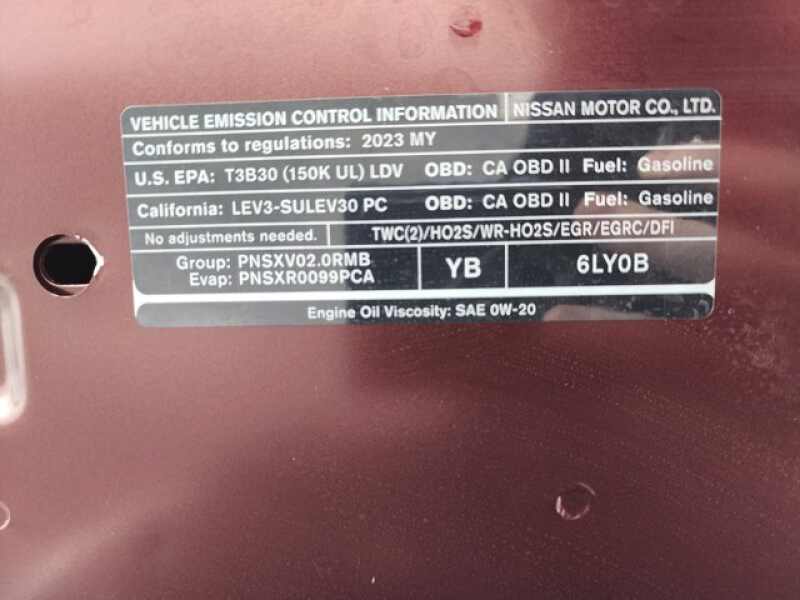 VEHICLE EMISSION CONTROL INFORMATION NISSAN MOTOR CO., LTD.
Conforms to regulations: 2023 MY
U.S. EPA: T3B30 (150K UL) LDV OBD: CA OBD II Fuel: Gasoline
California: LEV3-SULEV30 PC OBD: CA OBD II Fuel: Gasoline
No adjustments needed. TWC(2)/HO2S/WR-HO2S/EGR/EGRC/DFI
Group: PNSXV02.0RMB
Evap: PNSXR0099PCA
YB
6LY0B
Engine Oil Viscosity: SAE 0W-20